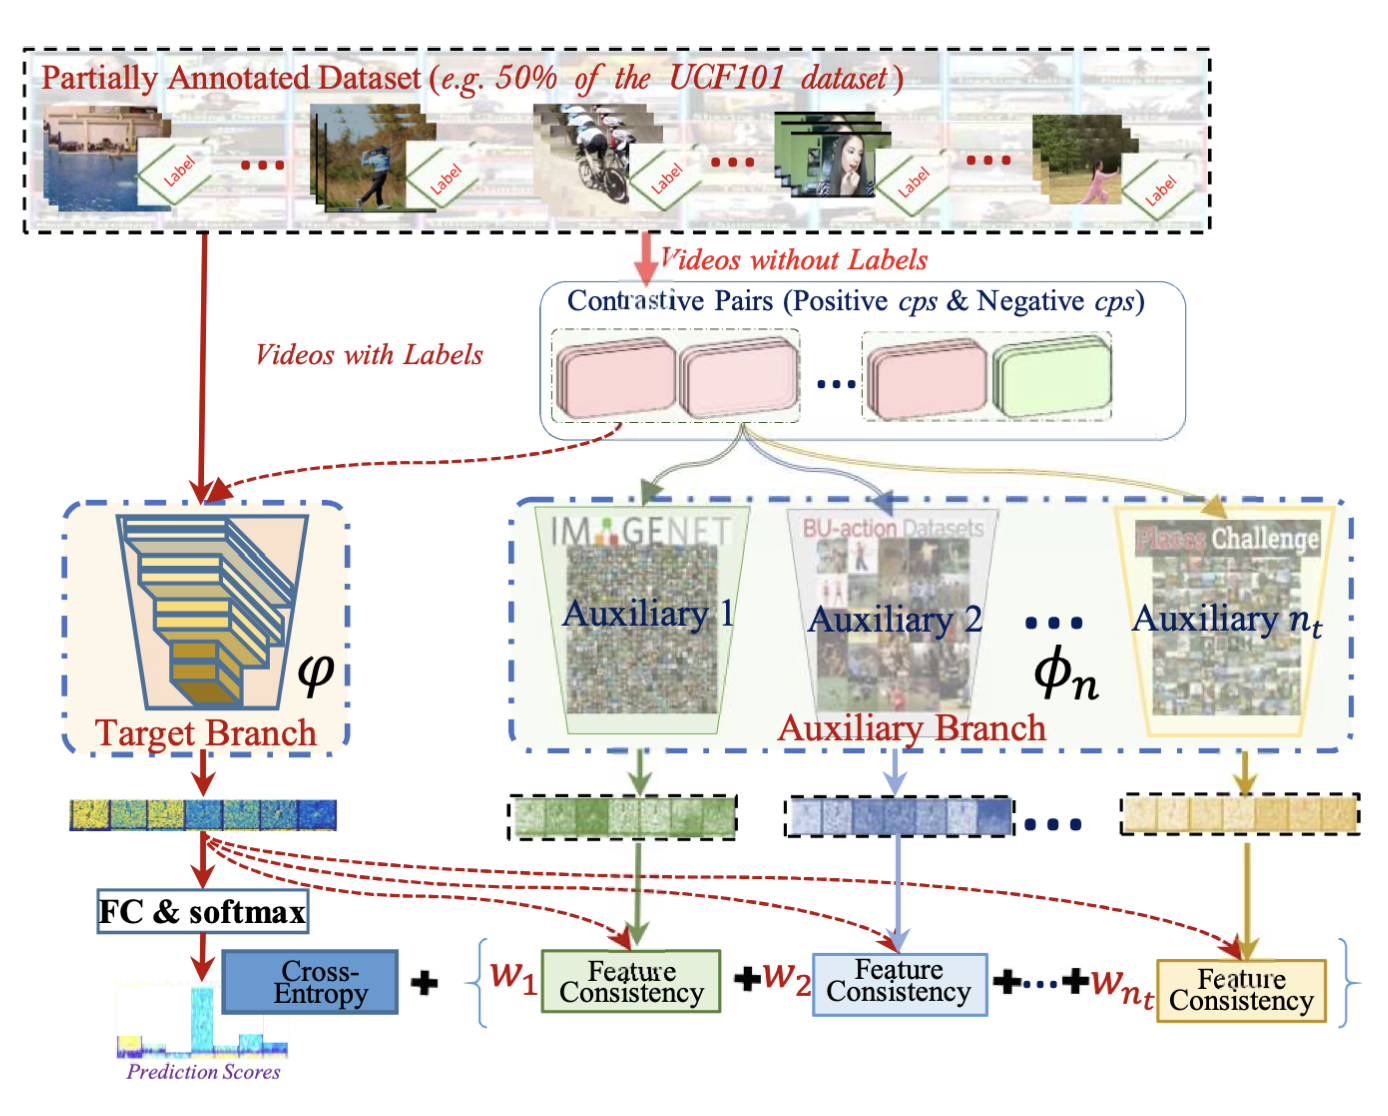 Partially Annotated Dataset (e.g. 50% of the UCF101 dataset)
Label
Label
Label
Label
Label
Videos without Labels
Contrastive Pairs (Positive cps & Negative cps)
Videos with Labels
IMAGENET
BU-action Datasets
Places Challenge
Auxiliary 1
Auxiliary 2
Auxiliary n_t
φ
ϕ_n
Target Branch
Auxiliary Branch
FC & softmax
Cross-
Entropy
+
w_1
Feature
Consistency
+
w_2
Feature
Consistency
+...+
w_{n_t}
Feature
Consistency
Prediction Scores